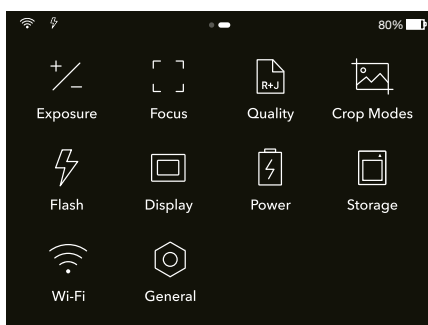 80%
Exposure Focus Quality Crop Modes
R+J
Flash Display Power Storage
Wi-Fi General